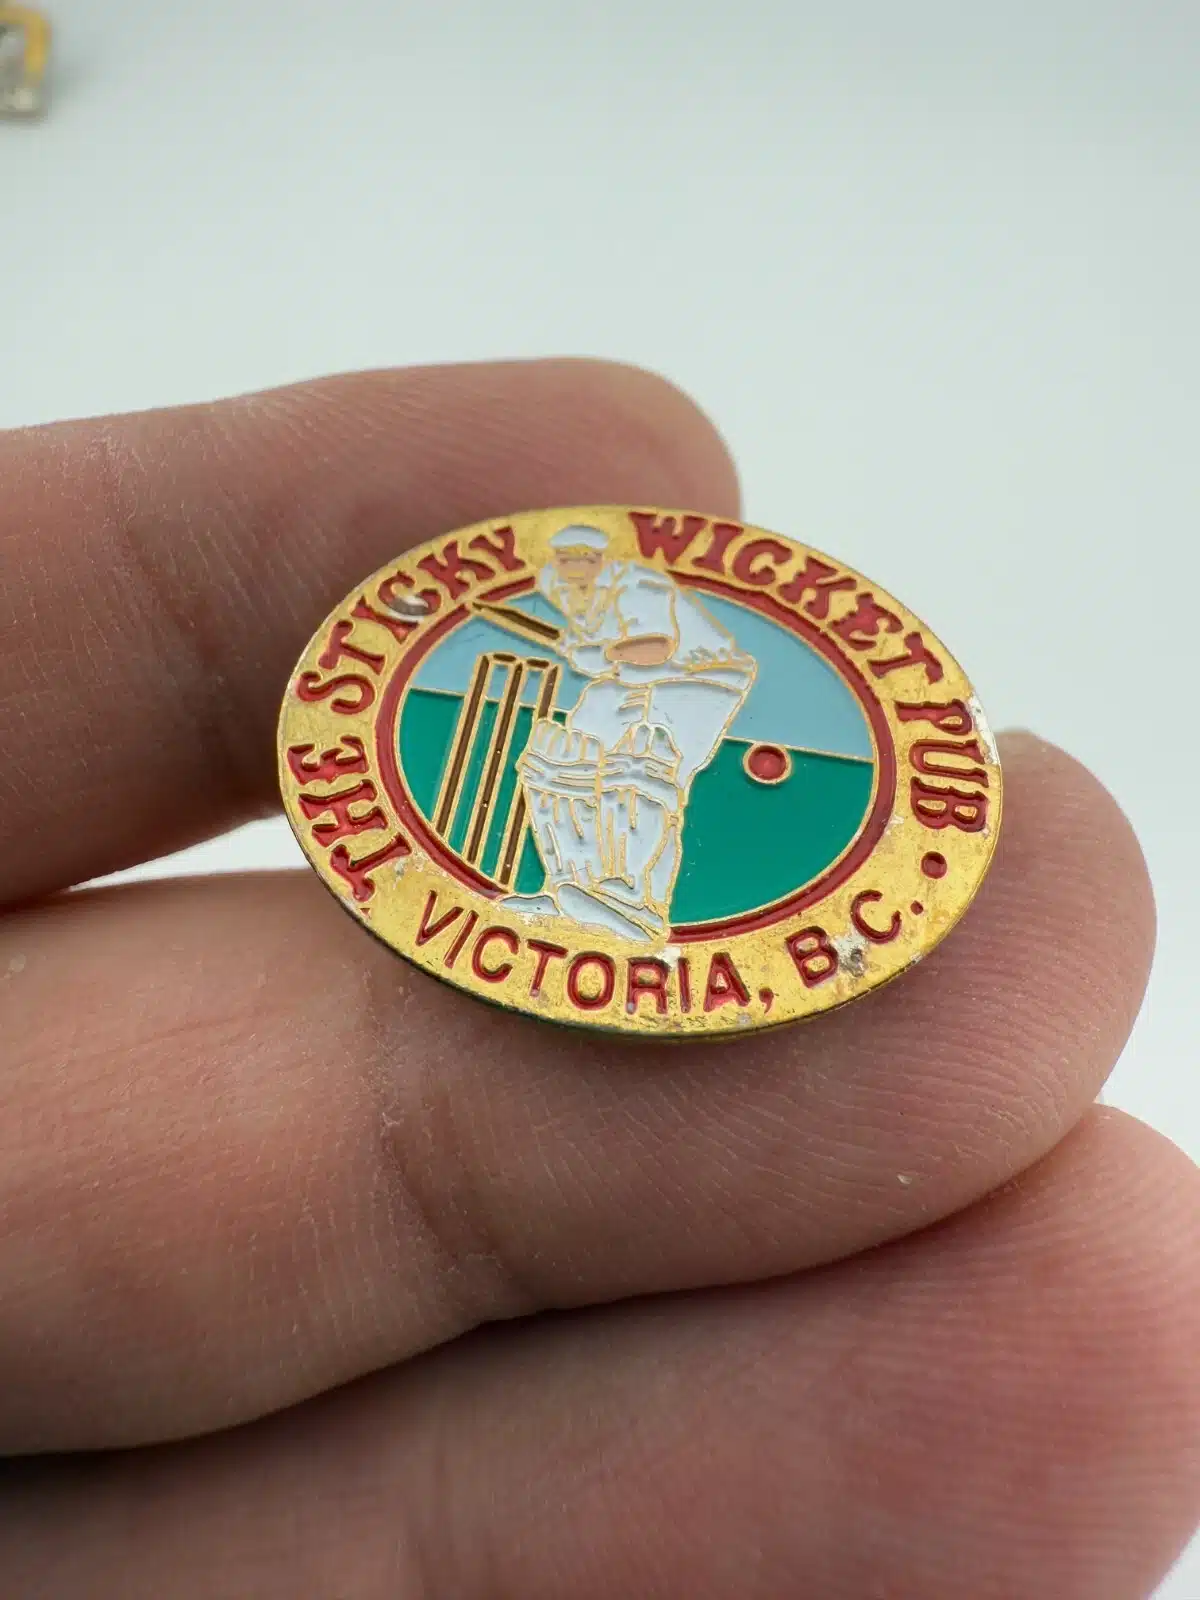 THE STICKY WICKET PUB •
VICTORIA, B.C.